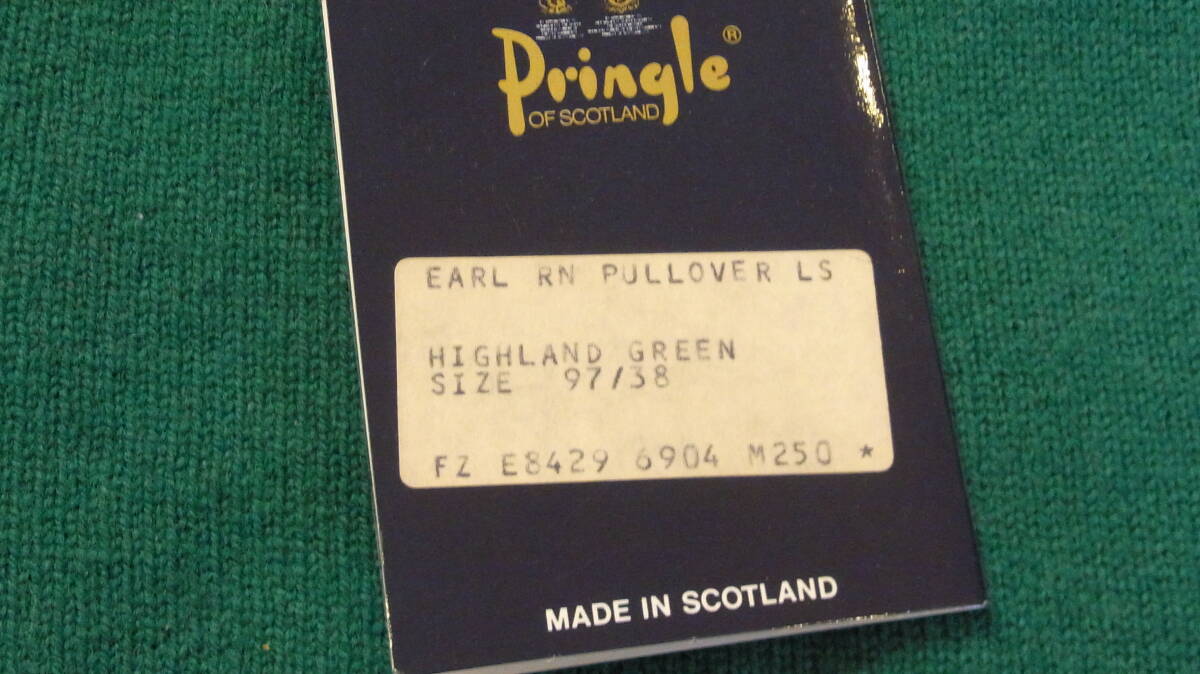 Pringle®
OF SCOTLAND
EARL RN PULLOVER LS
HIGHLAND GREEN
SIZE 97/38
FZ E8429 6904 M250 *
MADE IN SCOTLAND